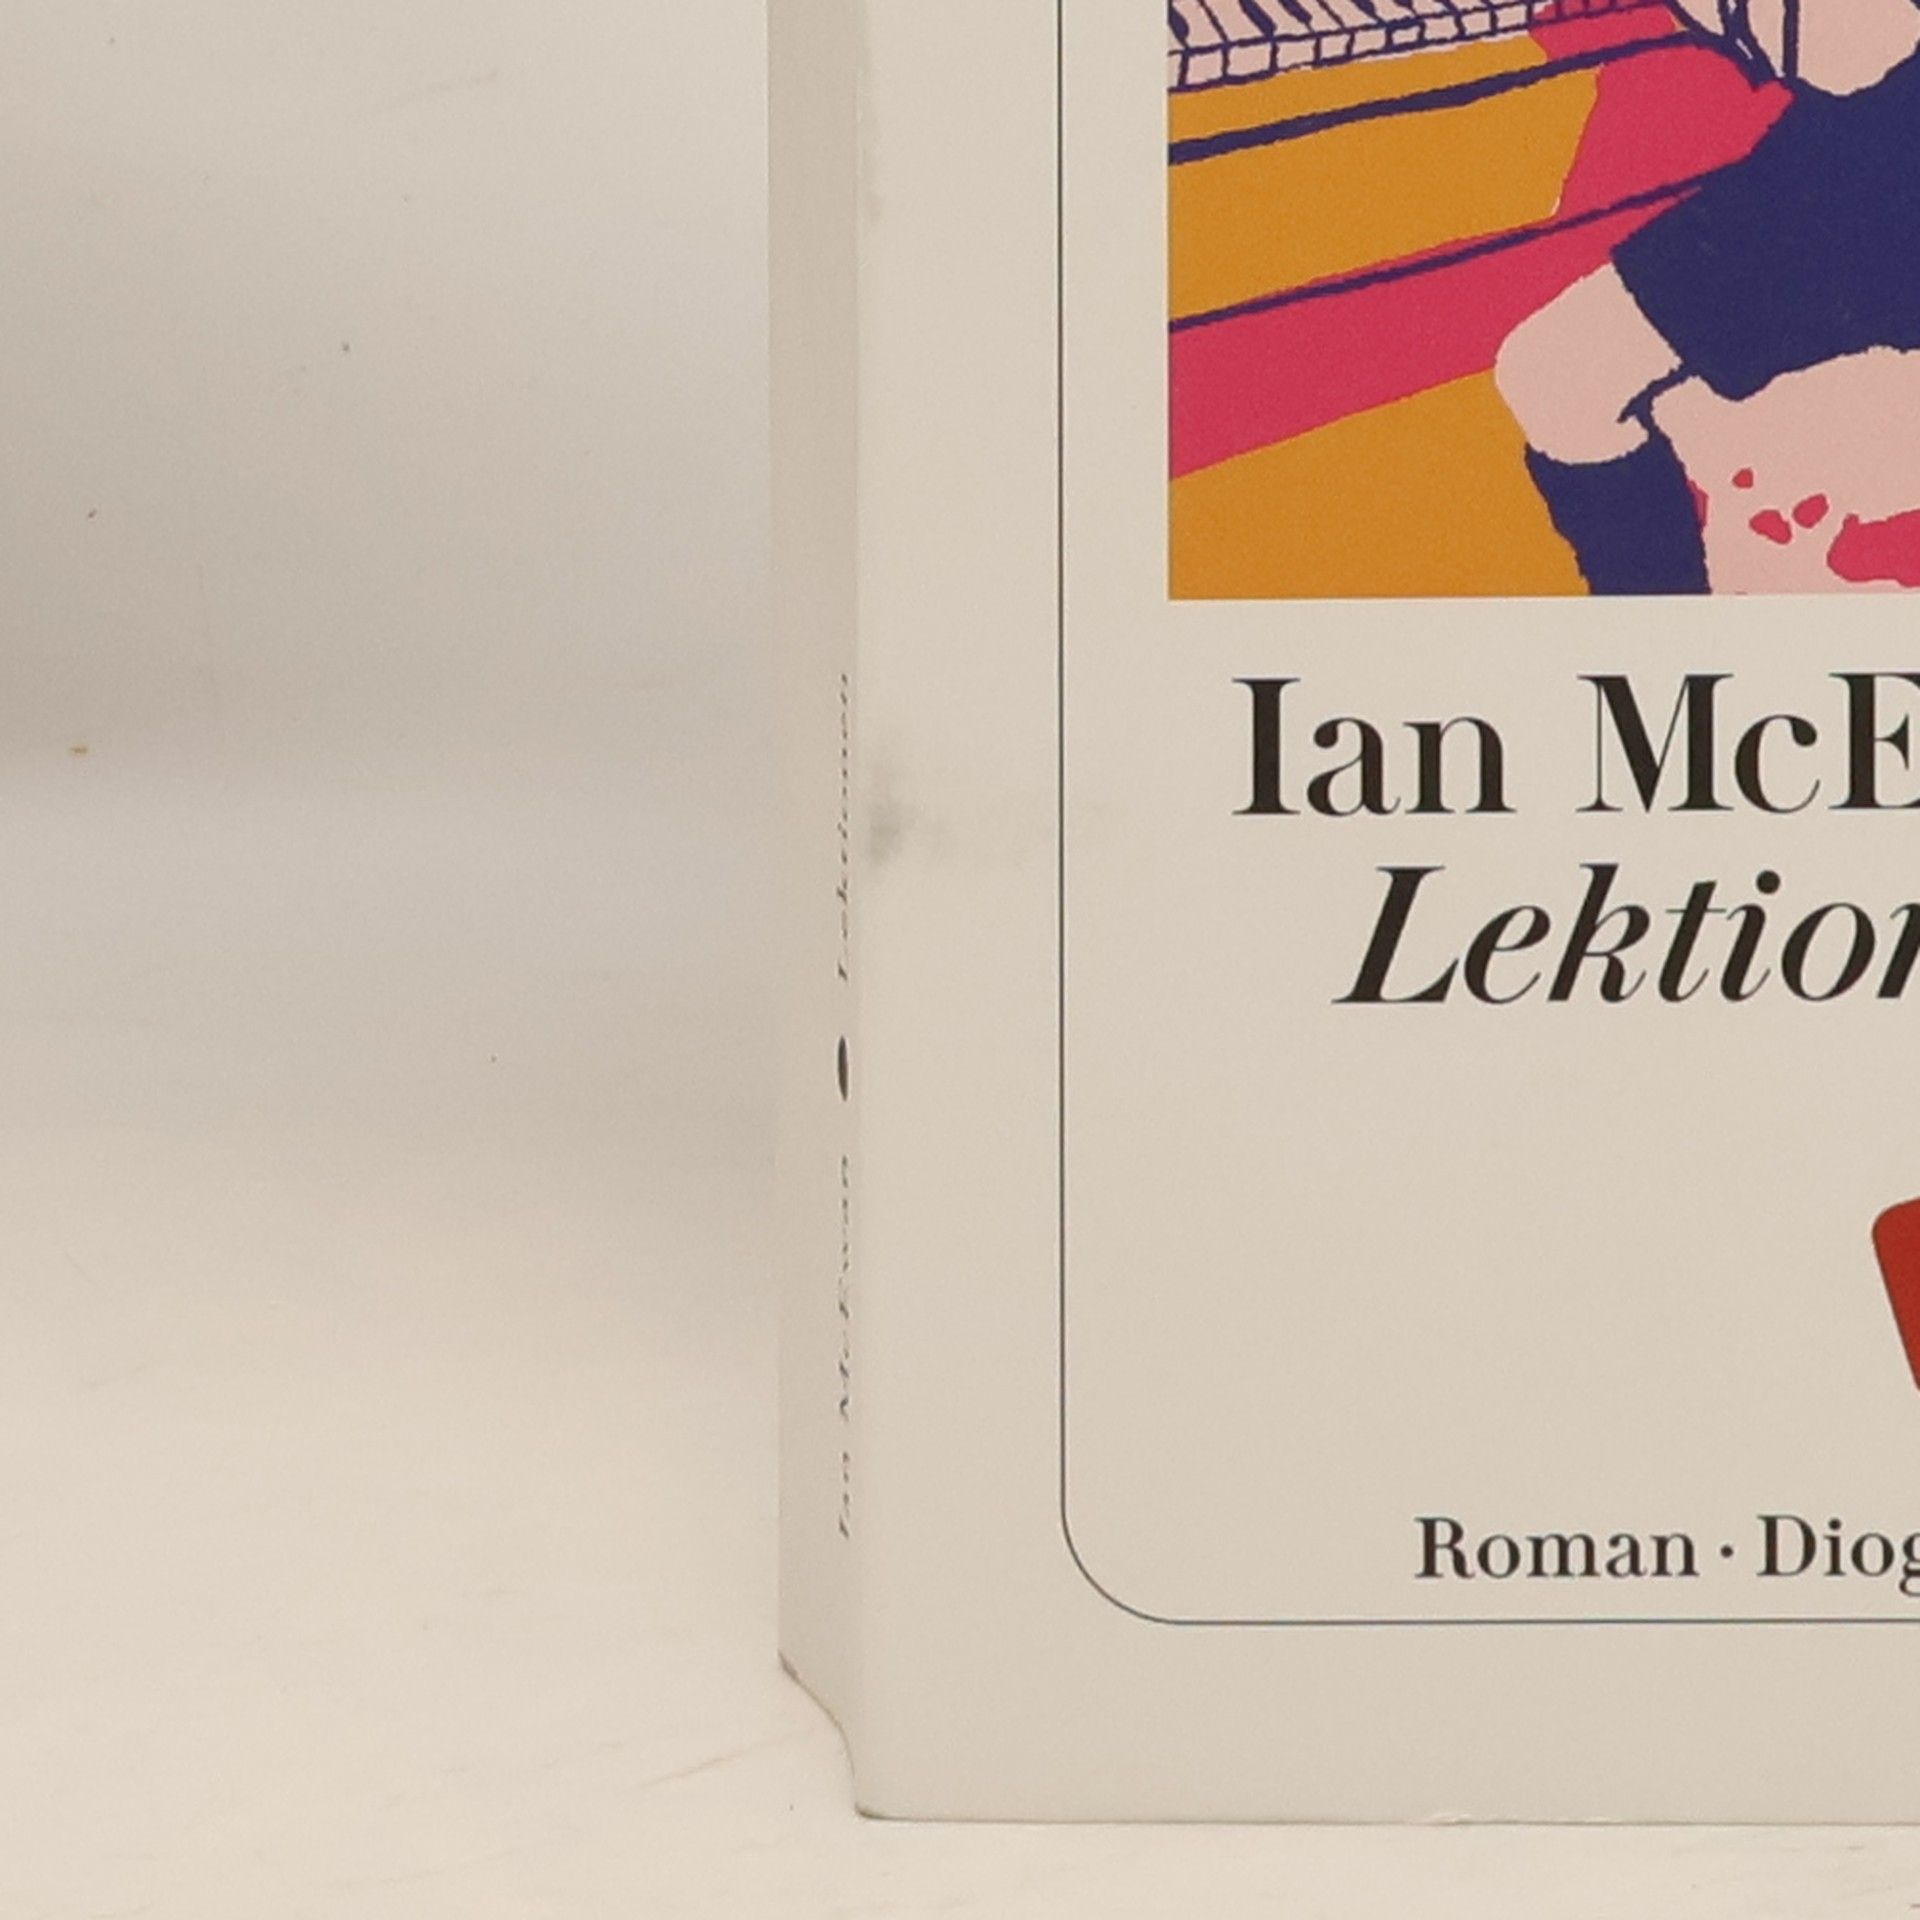 Ian McE
Lektion
Roman · Diog
Ian McEwan Lektionen